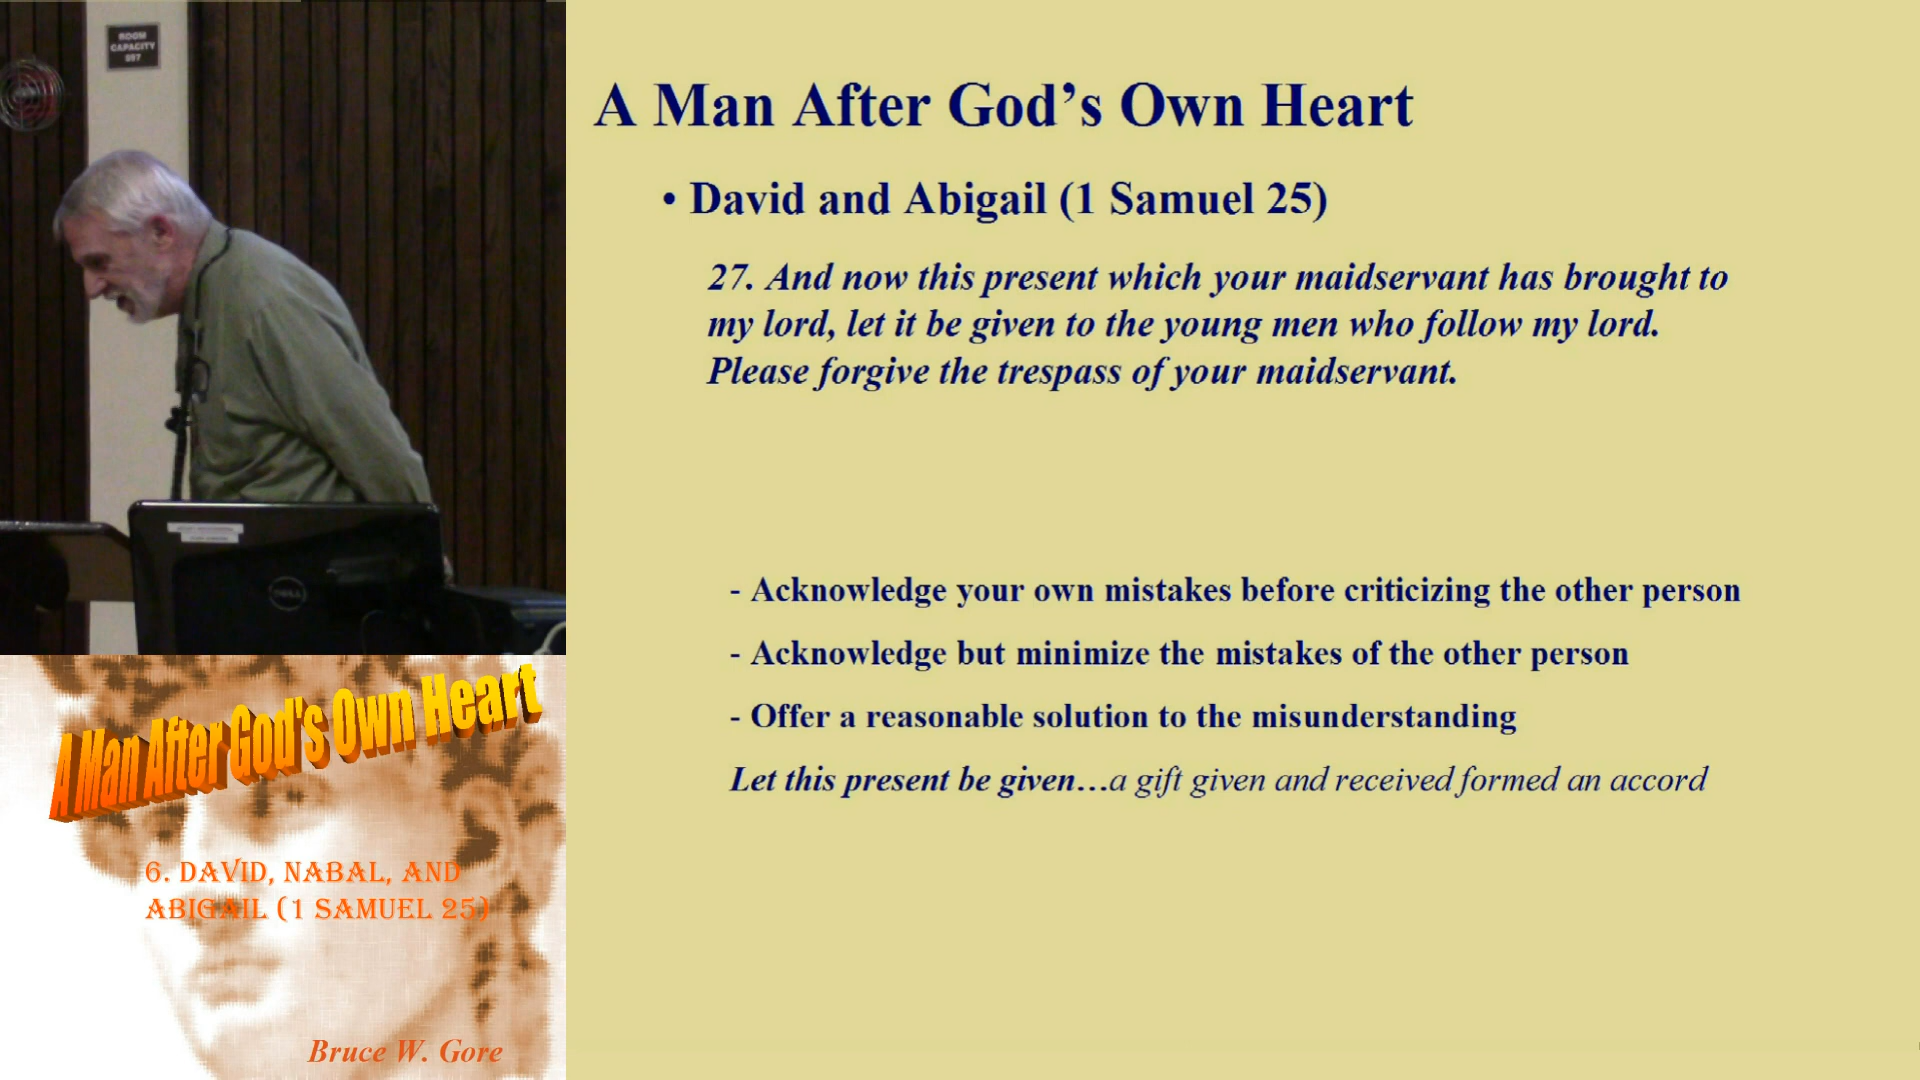 ROOM
CAPACITY
A Man After God's Own Heart
6. DAVID, NABAL, AND
ABIGAIL (1 SAMUEL 25)
Bruce W. Gore
A Man After God’s Own Heart
• David and Abigail (1 Samuel 25)
27. And now this present which your maidservant has brought to
my lord, let it be given to the young men who follow my lord.
Please forgive the trespass of your maidservant.
- Acknowledge your own mistakes before criticizing the other person
- Acknowledge but minimize the mistakes of the other person
- Offer a reasonable solution to the misunderstanding
Let this present be given…a gift given and received formed an accord